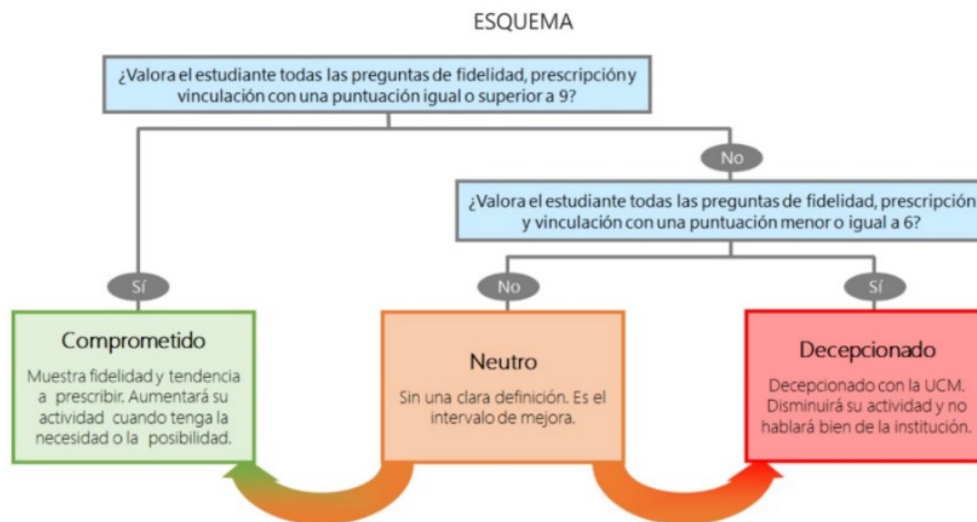 ESQUEMA
¿Valora el estudiante todas las preguntas de fidelidad, prescripción y
vinculación con una puntuación igual o superior a 9?
No
¿Valora el estudiante todas las preguntas de fidelidad, prescripción
y vinculación con una puntuación menor o igual a 6?
Sí
No
Sí
Comprometido
Muestra fidelidad y tendencia
a prescribir. Aumentará su
actividad cuando tenga la
necesidad o la posibilidad.
Neutro
Sin una clara definición. Es el
intervalo de mejora.
Decepcionado
Decepcionado con la UCM.
Disminuirá su actividad y no
hablará bien de la institución.